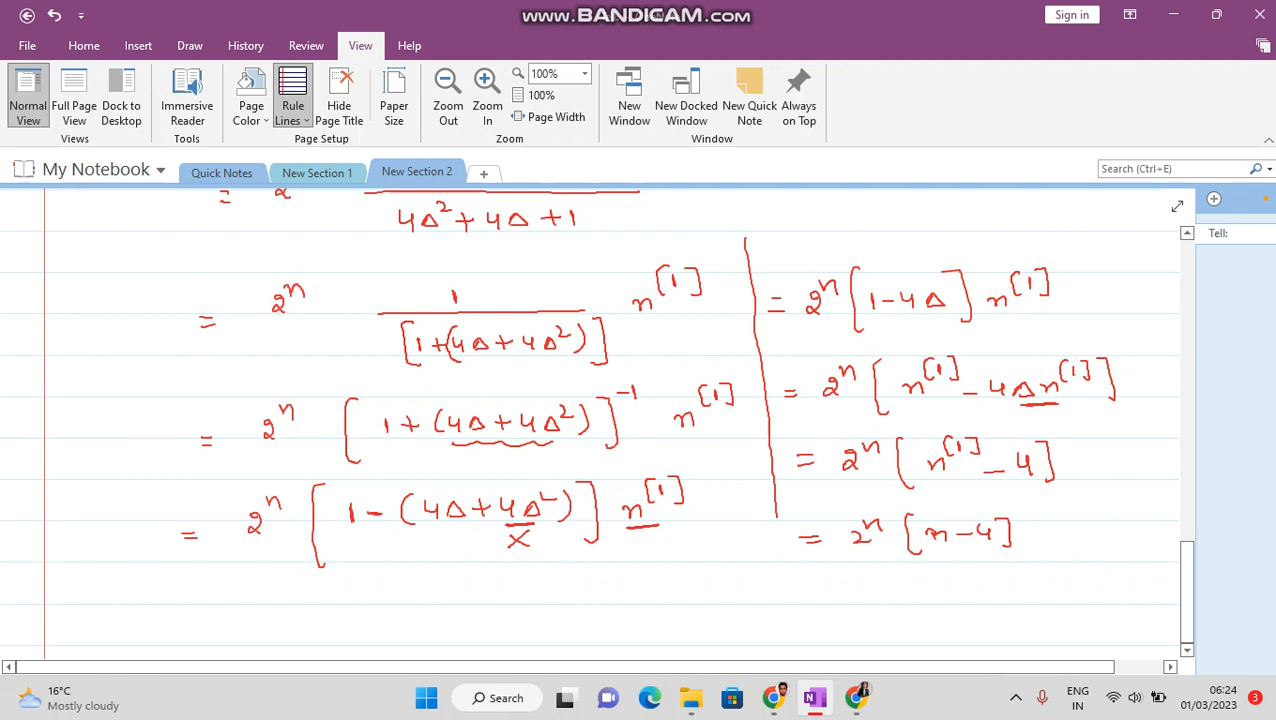 www.BANDICAM.com
Sign in
File Home Insert Draw History Review View Help
Normal View
Full Page View
Dock to Desktop
Immersive Reader
Page Color
Rule Lines
Hide Page Title
Paper Size
Zoom Out
Zoom In
100%
100%
Page Width
New Window
New Docked Window
New Quick Note
Always on Top
Views Tools Page Setup Zoom Window
My Notebook Quick Notes New Section 1 New Section 2 +
Search (Ctrl+E)
Tell:
= 2
4Δ² + 4Δ + 1
= 2ⁿ 1 / [1+(4Δ + 4Δ²)] n^[1]
= 2ⁿ [1 + (4Δ + 4Δ²)]⁻¹ n^[1]
= 2ⁿ [1 - (4Δ + 4Δ²)] n^[1]
×
= 2ⁿ [1 - 4Δ] n^[1]
= 2ⁿ [n^[1] - 4Δn^[1]]
= 2ⁿ [n^[1] - 4]
= 2ⁿ [n - 4]
16°C
Mostly cloudy
Search
ENG
IN
06:24
01/03/2023
3